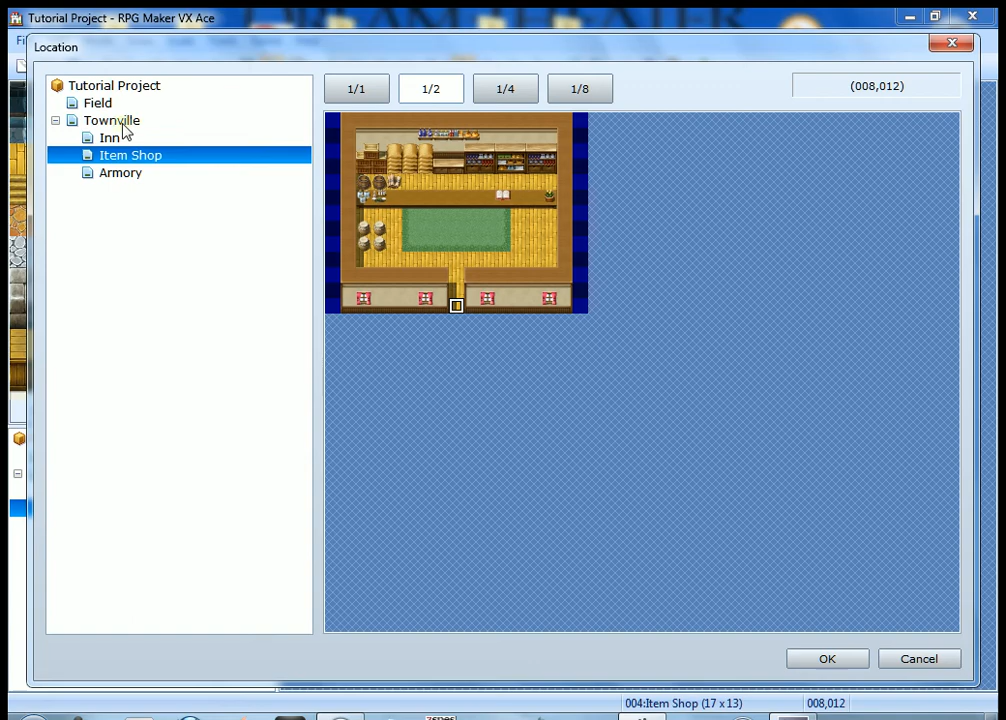 Tutorial Project - RPG Maker VX Ace
Location
Tutorial Project
Field
Townville
Inn
Item Shop
Armory
1/1
1/2
1/4
1/8
(008,012)
OK
Cancel
004:Item Shop (17 x 13)
008,012